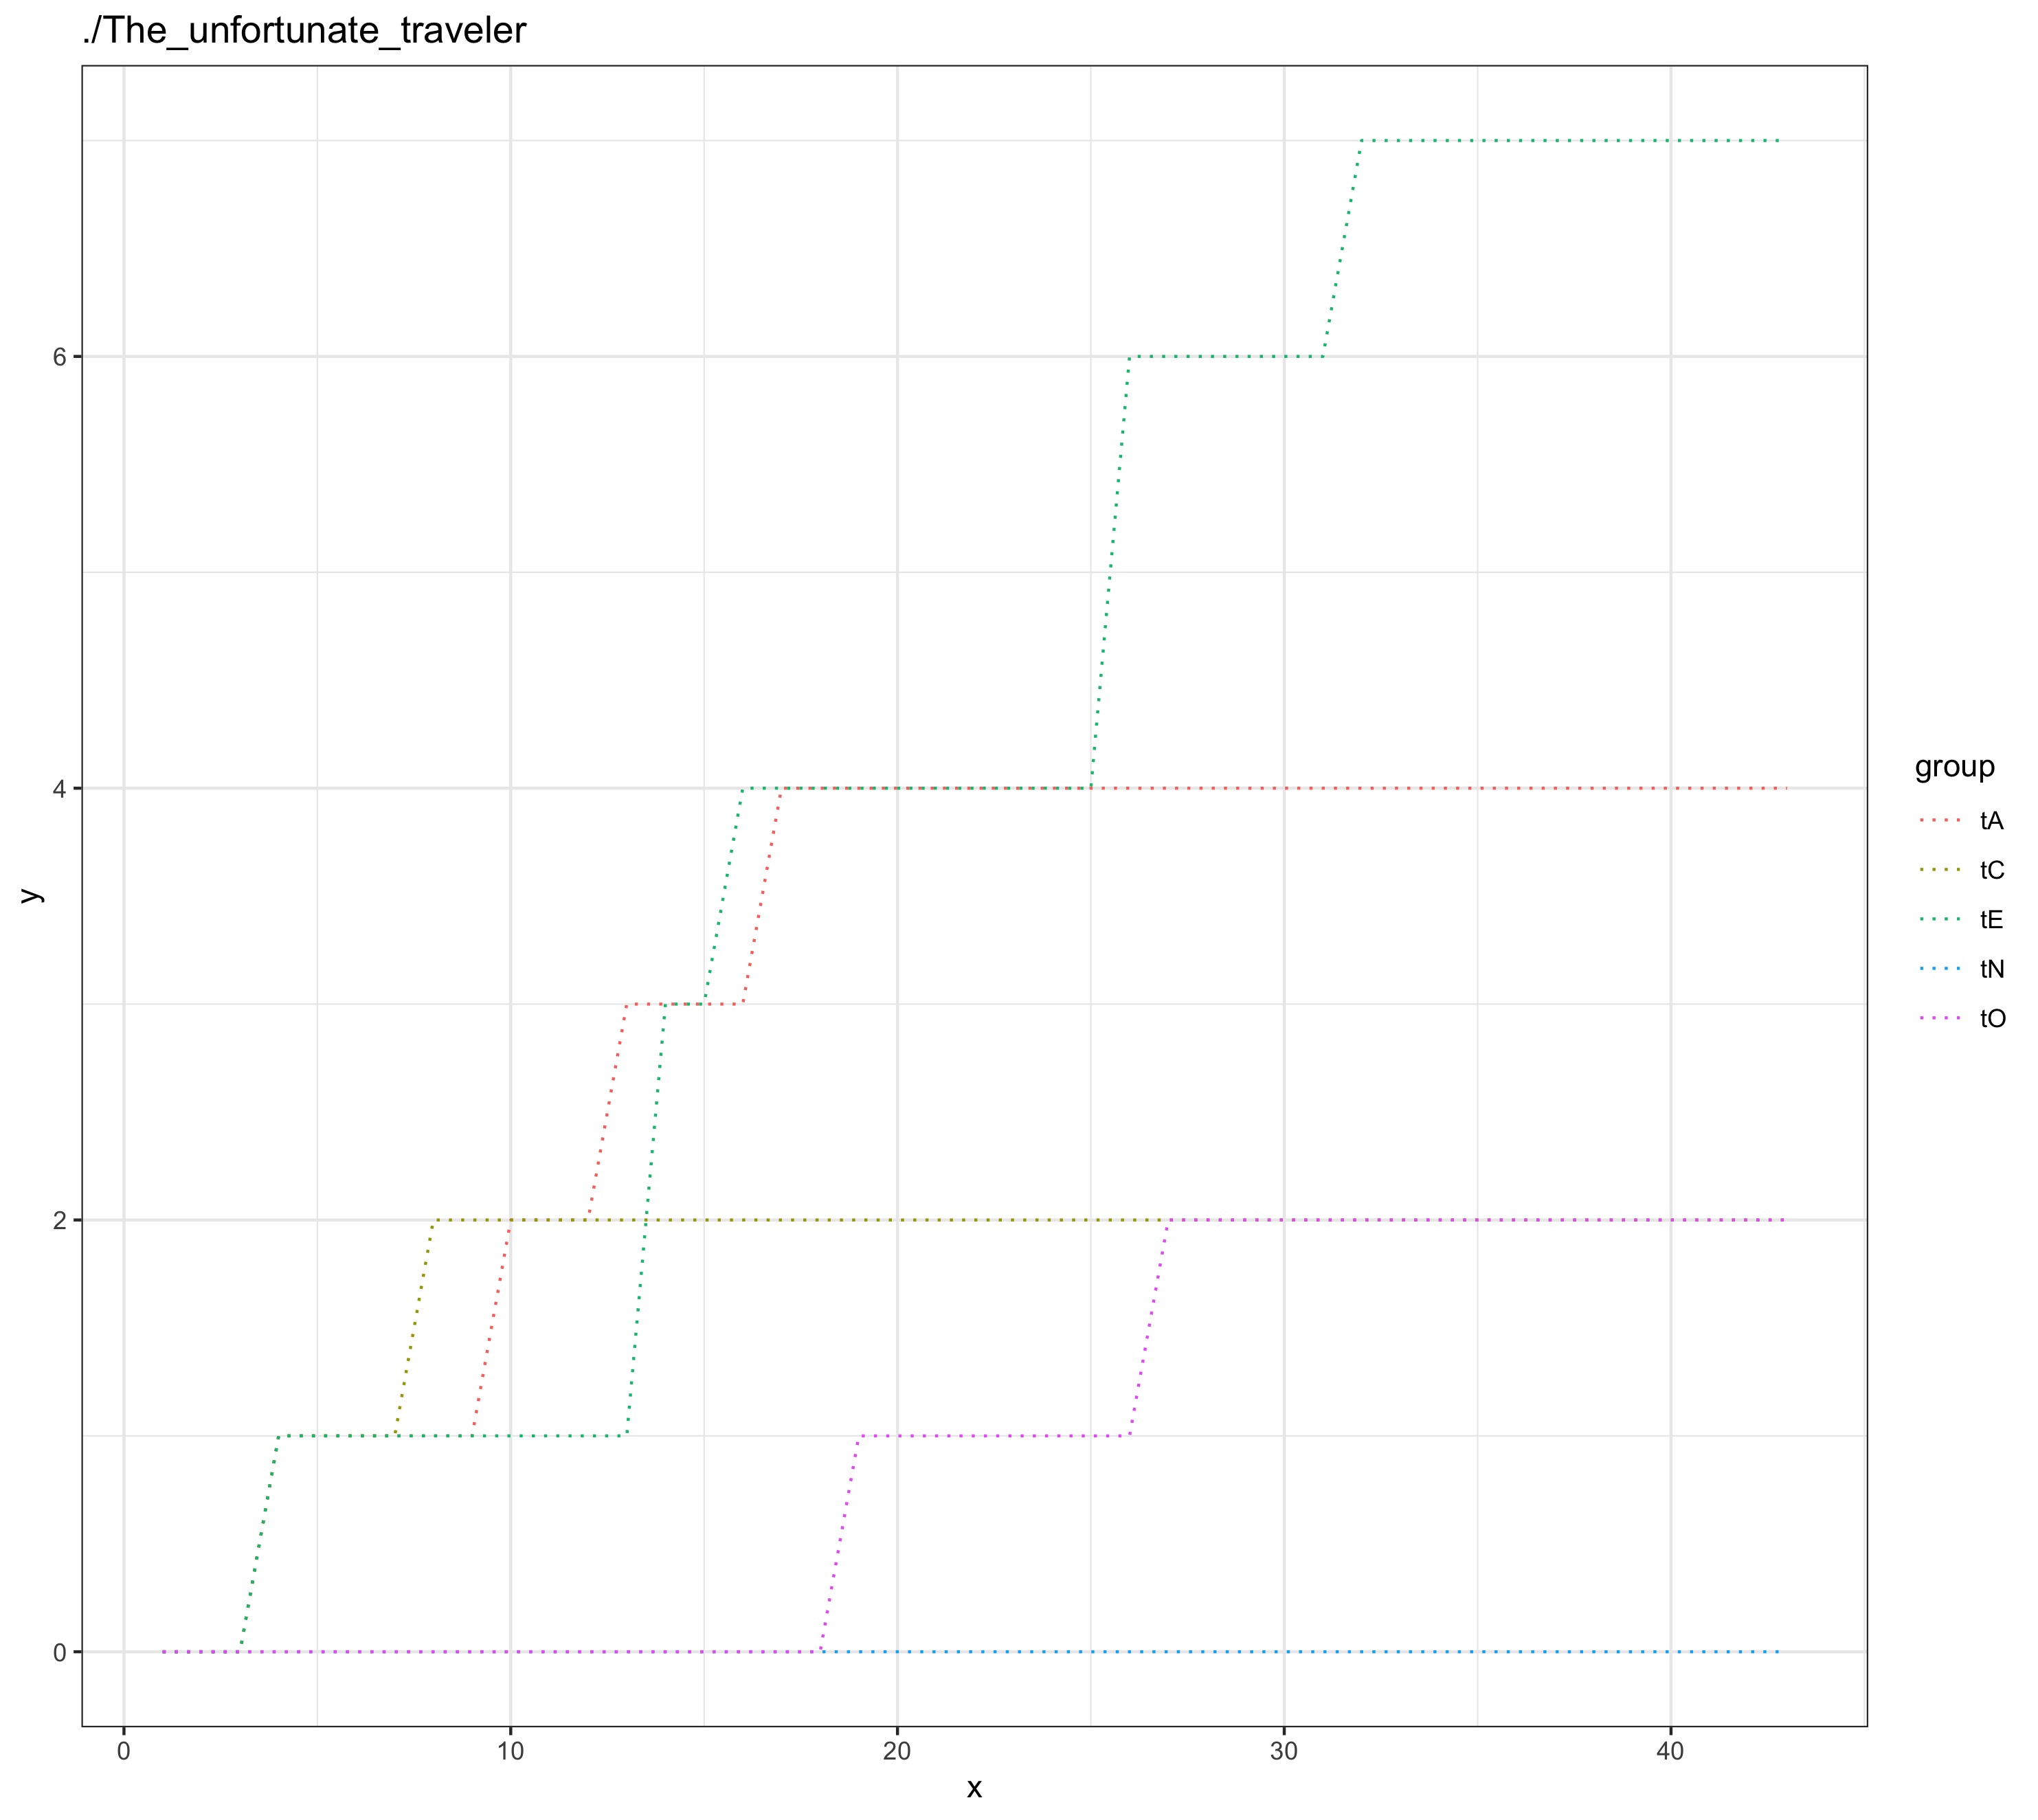 ./The_unfortunate_traveler
y
6
4
2
0
0 10 20 30 40
x
group
tA
tC
tE
tN
tO